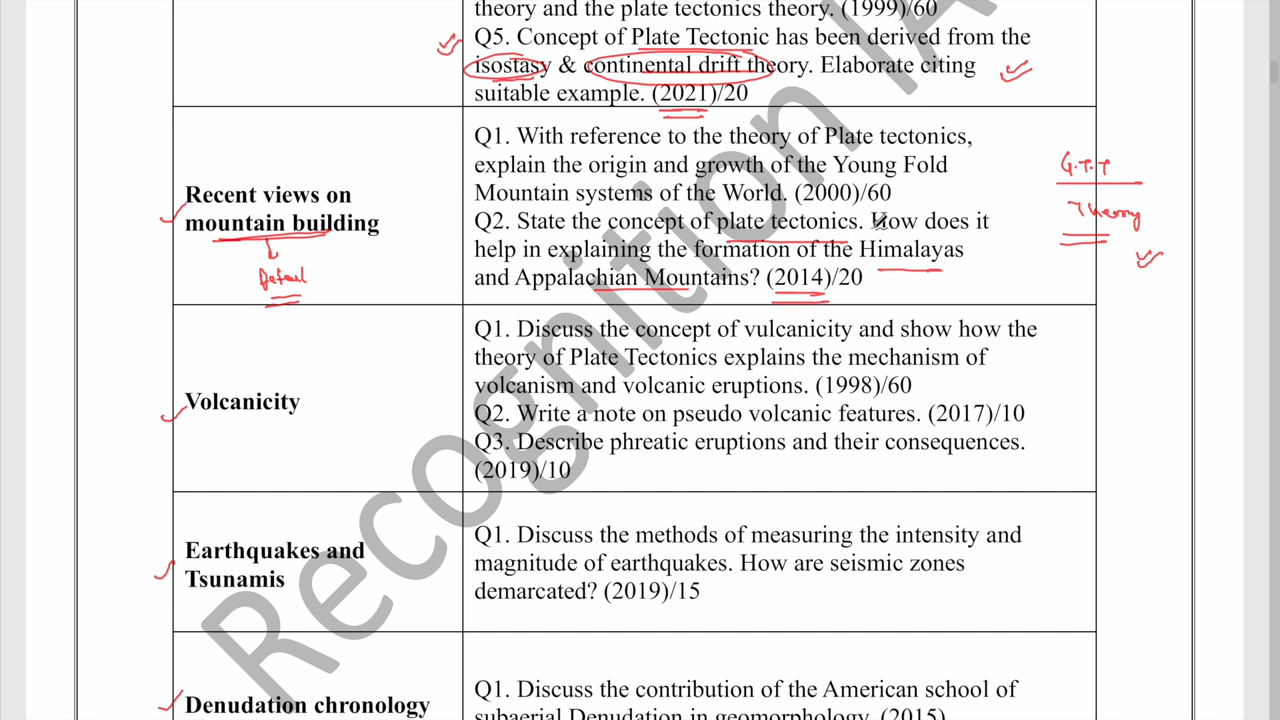 theory and the plate tectonics theory. (1999)/60
Q5. Concept of Plate Tectonic has been derived from the
isostasy & continental drift theory. Elaborate citing
suitable example. (2021)/20
Recent views on
mountain building
Detail
Q1. With reference to the theory of Plate tectonics,
explain the origin and growth of the Young Fold
Mountain systems of the World. (2000)/60
Q2. State the concept of plate tectonics. How does it
help in explaining the formation of the Himalayas
and Appalachian Mountains? (2014)/20
G.P.T
Theory
Volcanicity
Q1. Discuss the concept of vulcanicity and show how the
theory of Plate Tectonics explains the mechanism of
volcanism and volcanic eruptions. (1998)/60
Q2. Write a note on pseudo volcanic features. (2017)/10
Q3. Describe phreatic eruptions and their consequences.
(2019)/10
Earthquakes and
Tsunamis
Q1. Discuss the methods of measuring the intensity and
magnitude of earthquakes. How are seismic zones
demarcated? (2019)/15
Denudation chronology
Q1. Discuss the contribution of the American school of
subaerial Denudation in geomorphology. (2015)
Recognition IA